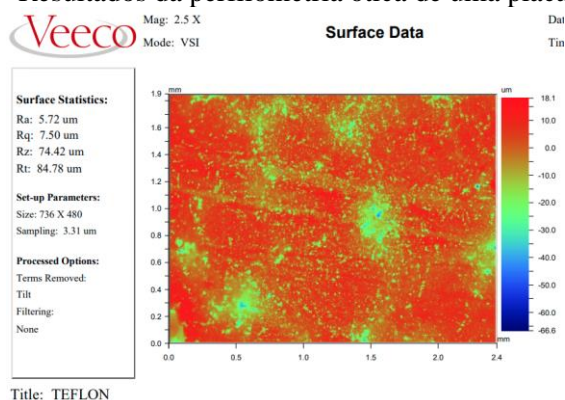 Resultados da perfilometria ótica de uma placa
Veeco
Mag: 2.5 X
Mode: VSI
Surface Data
Dat
Tim
Surface Statistics:
Ra: 5.72 um
Rq: 7.50 um
Rz: 74.42 um
Rt: 84.78 um
Set-up Parameters:
Size: 736 X 480
Sampling: 3.31 um
Processed Options:
Terms Removed:
Tilt
Filtering:
None
mm
1.9
1.6
1.4
1.2
1.0
0.8
0.6
0.4
0.2
0.0
0.0
0.5
1.0
1.5
2.0
2.4
mm
um
18.1
10.0
0.0
-10.0
-20.0
-30.0
-40.0
-50.0
-66.6
Title: TEFLON